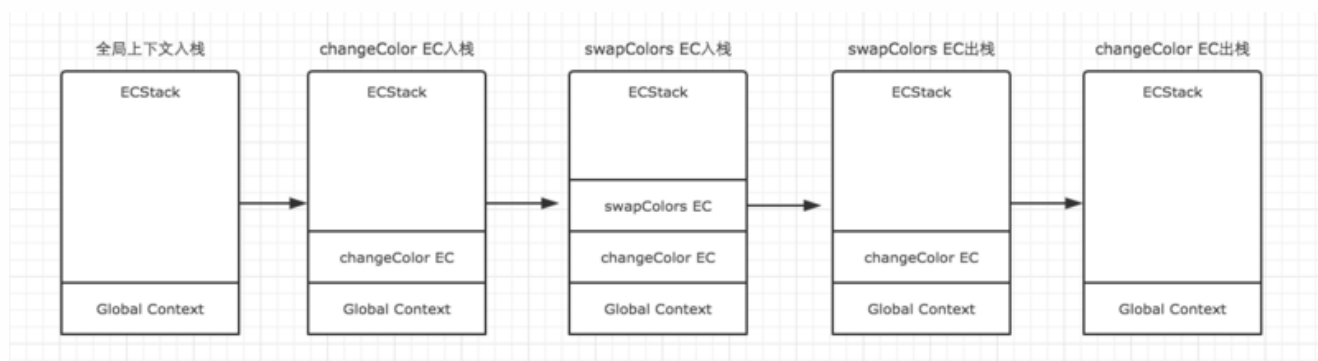 全局上下文入栈
changeColor EC入栈
swapColors EC入栈
swapColors EC出栈
changeColor EC出栈
ECStack
ECStack
ECStack
ECStack
ECStack
swapColors EC
changeColor EC
changeColor EC
changeColor EC
Global Context
Global Context
Global Context
Global Context
Global Context